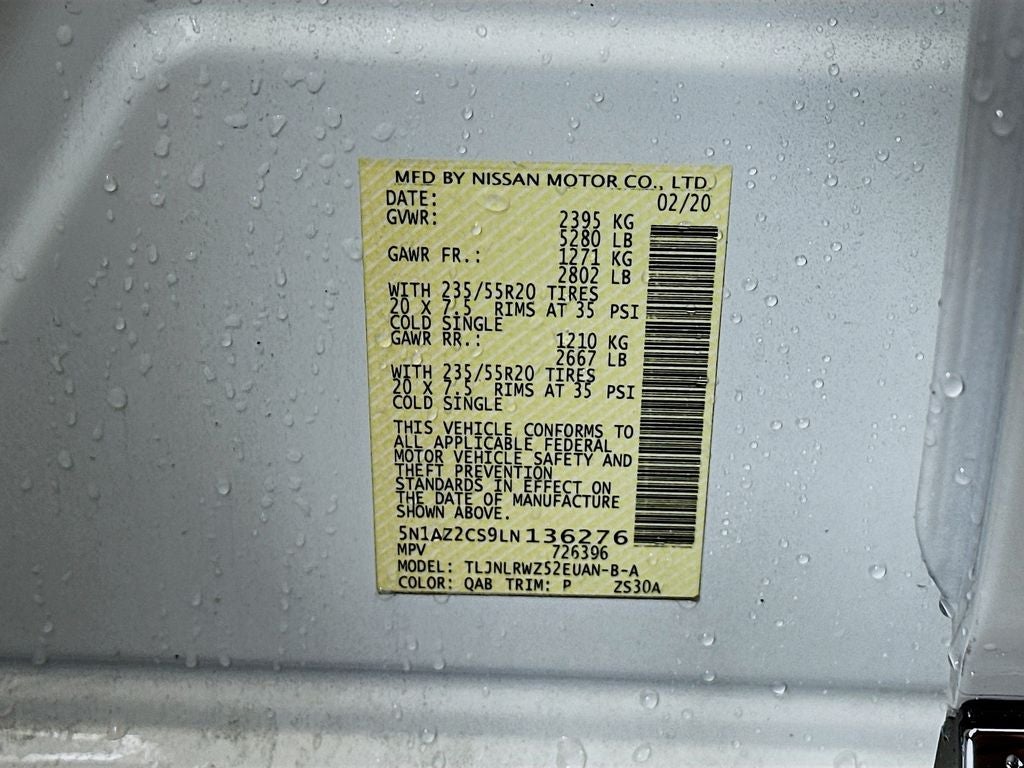 MFD BY NISSAN MOTOR CO., LTD.
DATE: 02/20
GVWR: 2395 KG
5280 LB
GAWR FR.: 1271 KG
2802 LB
WITH 235/55R20 TIRES
20 X 7.5 RIMS AT 35 PSI
COLD SINGLE
GAWR RR.: 1210 KG
2667 LB
WITH 235/55R20 TIRES
20 X 7.5 RIMS AT 35 PSI
COLD SINGLE
THIS VEHICLE CONFORMS TO
ALL APPLICABLE FEDERAL
MOTOR VEHICLE SAFETY AND
THEFT PREVENTION
STANDARDS IN EFFECT ON
THE DATE OF MANUFACTURE
SHOWN ABOVE.
5N1AZ2CS9LN 136276
MPV 726396
MODEL: TLJNLRWZ52EUAN-B-A
COLOR: QAB TRIM: P ZS30A